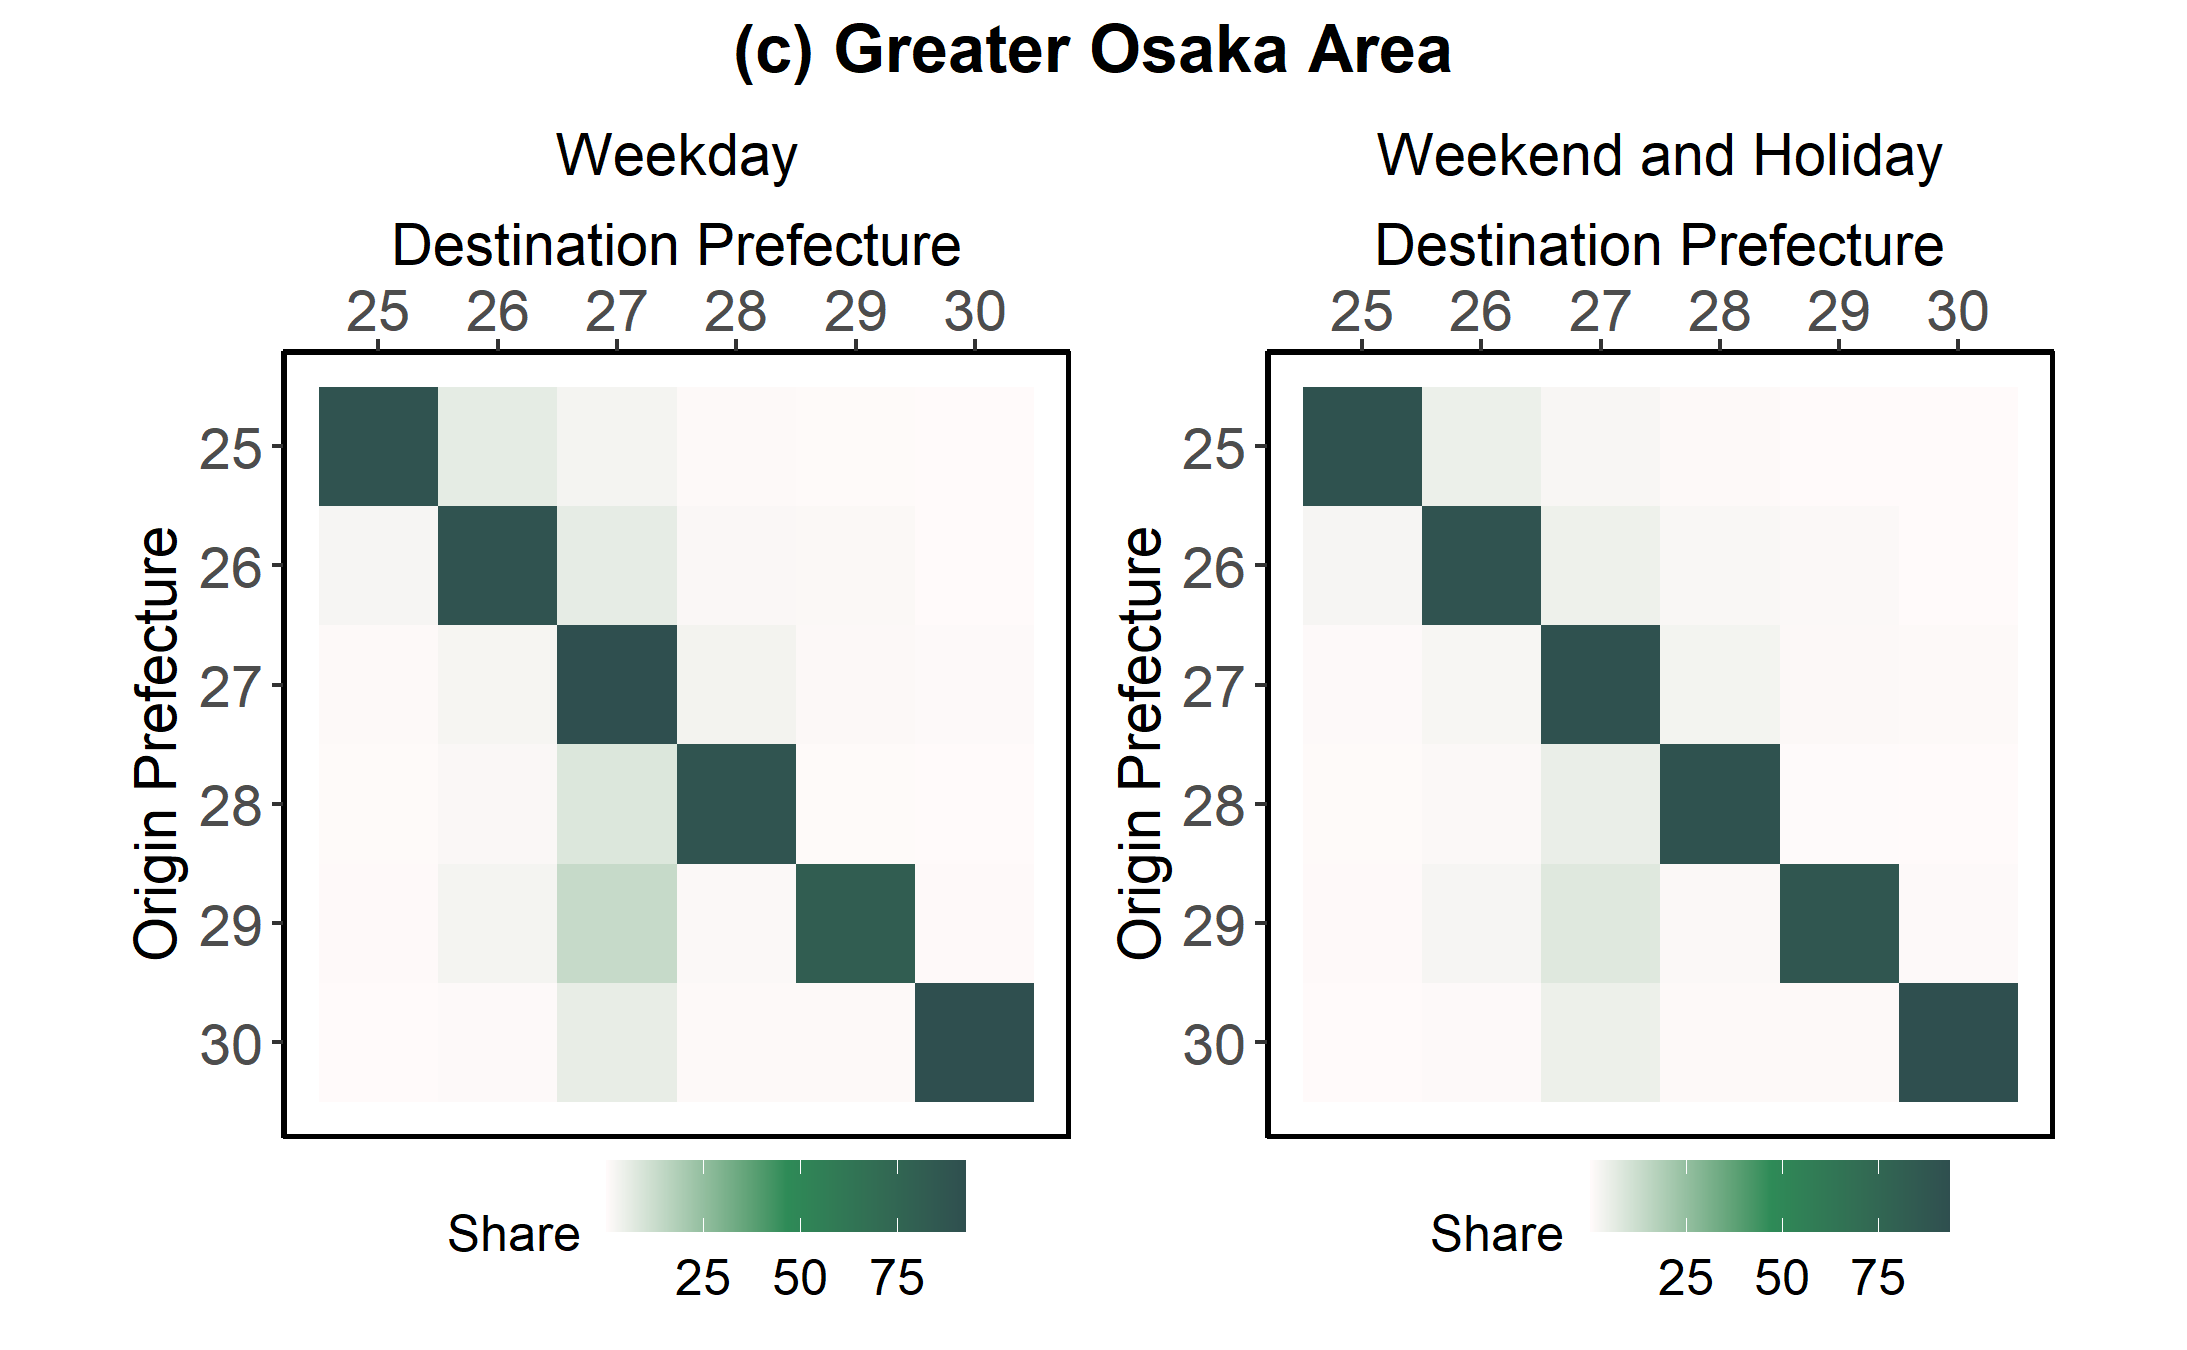 (c) Greater Osaka Area
Weekday
Destination Prefecture
25 26 27 28 29 30
Origin Prefecture
25
26
27
28
29
30
Share
25 50 75
Weekend and Holiday
Destination Prefecture
25 26 27 28 29 30
Origin Prefecture
25
26
27
28
29
30
Share
25 50 75